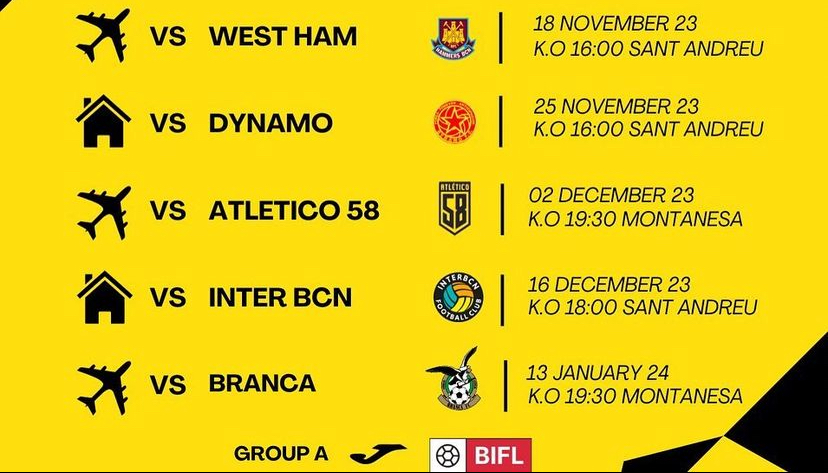 VS WEST HAM
HAMMERS BCN
18 NOVEMBER 23
K.O 16:00 SANT ANDREU
VS DYNAMO
25 NOVEMBER 23
K.O 16:00 SANT ANDREU
VS ATLETICO 58
ATLÉTICO
58
02 DECEMBER 23
K.O 19:30 MONTANESA
VS INTER BCN
INTERBCN
FOOTBALL CLUB
16 DECEMBER 23
K.O 18:00 SANT ANDREU
VS BRANCA
13 JANUARY 24
K.O 19:30 MONTANESA
GROUP A
BIFL